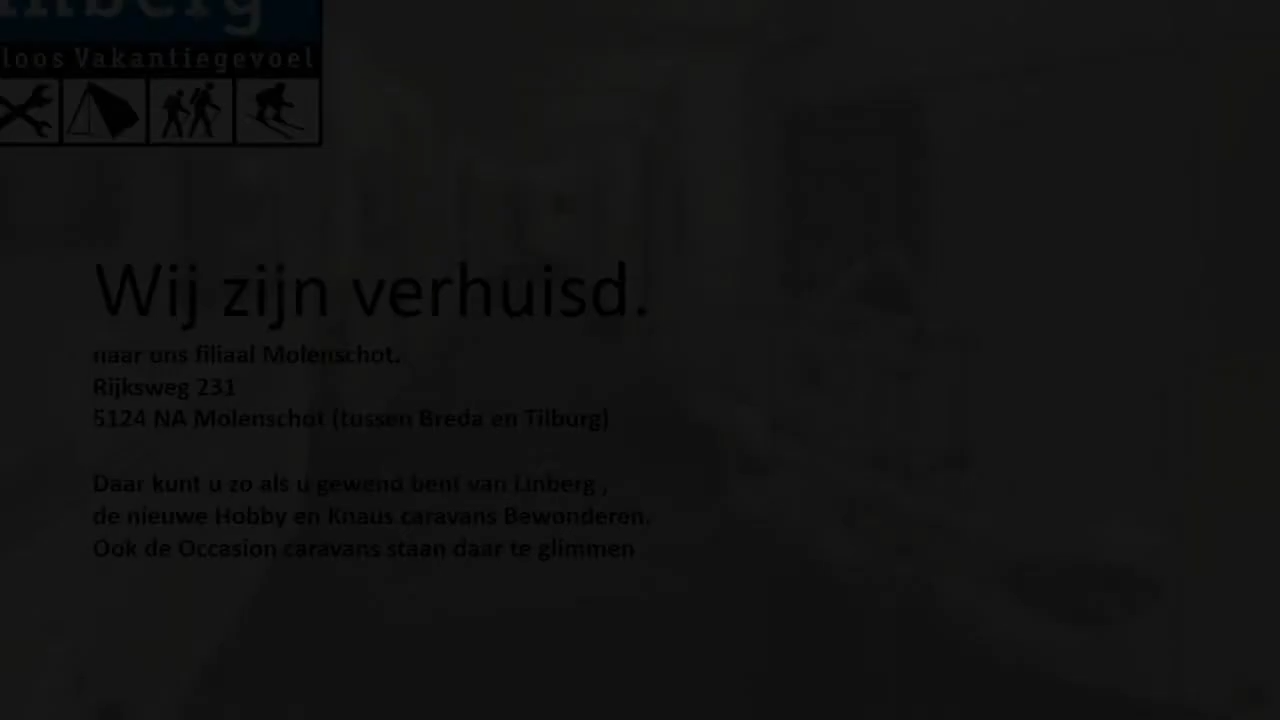 loos Vakantiegevoel
Wij zijn verhuisd.
naar ons filiaal Molenschot.
Rijksweg 231
5124 NA Molenschot (tussen Breda en Tilburg)
Daar kunt u zo als u gewend bent van Linberg ,
de nieuwe Hobby en Knaus caravans Bewonderen.
Ook de Occasion caravans staan daar te glimmen